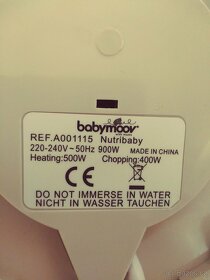 babymoov
REF.A001115 Nutribaby
220-240V~50Hz 900W MADE IN CHINA
Heating:500W Chopping:400W
CE
DO NOT IMMERSE IN WATER
NICHT IN WASSER TAUCHEN